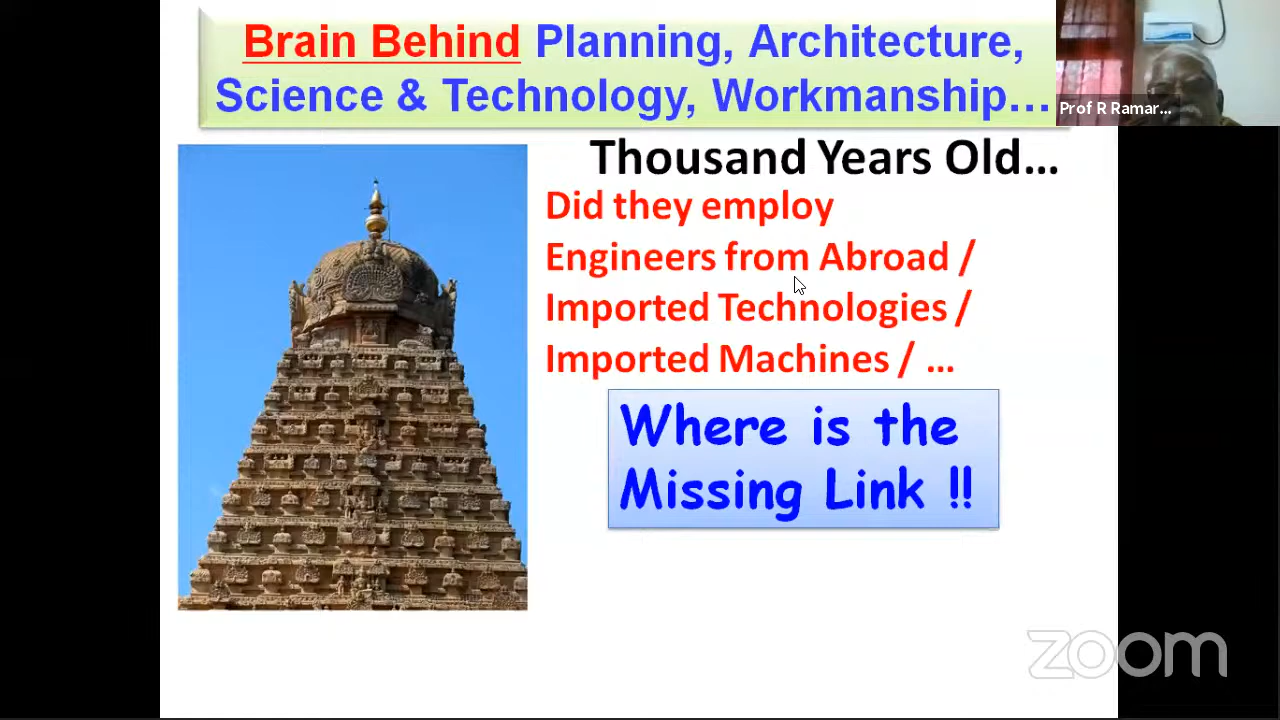 Brain Behind Planning, Architecture,
Science & Technology, Workmanship…
Prof R Ramar...
Thousand Years Old…
Did they employ
Engineers from Abroad /
Imported Technologies /
Imported Machines / …
Where is the
Missing Link !!
zoom